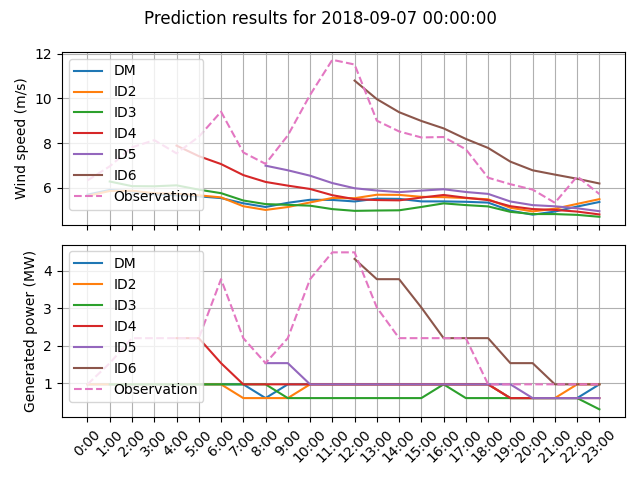 Prediction results for 2018-09-07 00:00:00
Wind speed (m/s)
12
10
8
6
DM
ID2
ID3
ID4
ID5
ID6
Observation
Generated power (MW)
4
3
2
1
DM
ID2
ID3
ID4
ID5
ID6
Observation
0:00 1:00 2:00 3:00 4:00 5:00 6:00 7:00 8:00 9:00 10:00 11:00 12:00 13:00 14:00 15:00 16:00 17:00 18:00 19:00 20:00 21:00 22:00 23:00